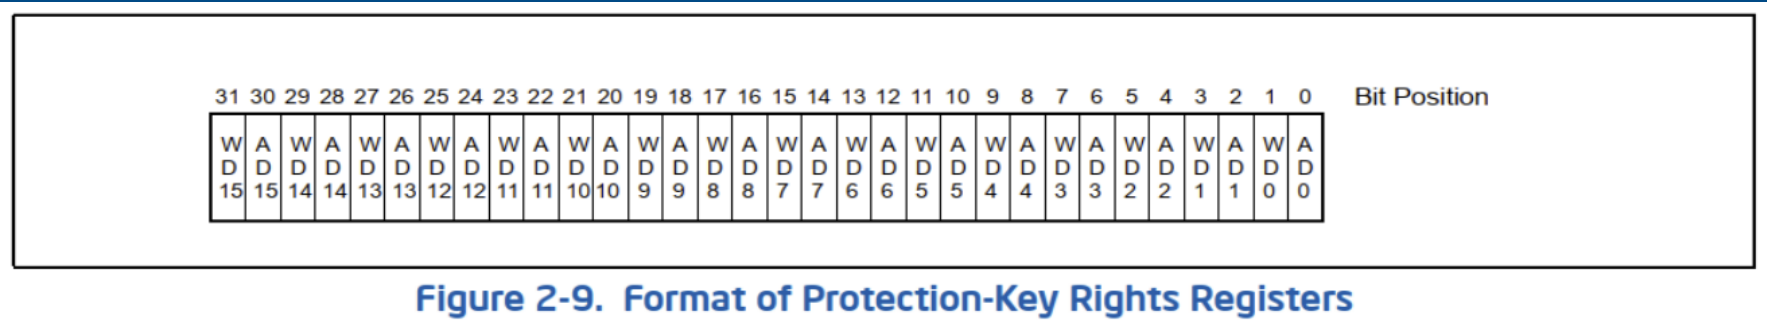 31 30 29 28 27 26 25 24 23 22 21 20 19 18 17 16 15 14 13 12 11 10 9 8 7 6 5 4 3 2 1 0 Bit Position
W A W A W A W A W A W A W A W A W A W A W A W A W A W A W A W A
D D D D D D D D D D D D D D D D D D D D D D D D D D D D D D D D
15 15 14 14 13 13 12 12 11 11 10 10 9 9 8 8 7 7 6 6 5 5 4 4 3 3 2 2 1 1 0 0
Figure 2-9. Format of Protection-Key Rights Registers